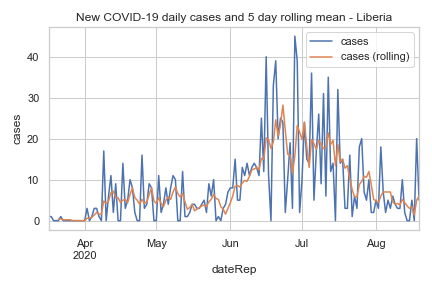 New COVID-19 daily cases and 5 day rolling mean - Liberia
cases
cases (rolling)
cases
40
30
20
10
0
Apr
2020
May
Jun
Jul
Aug
dateRep